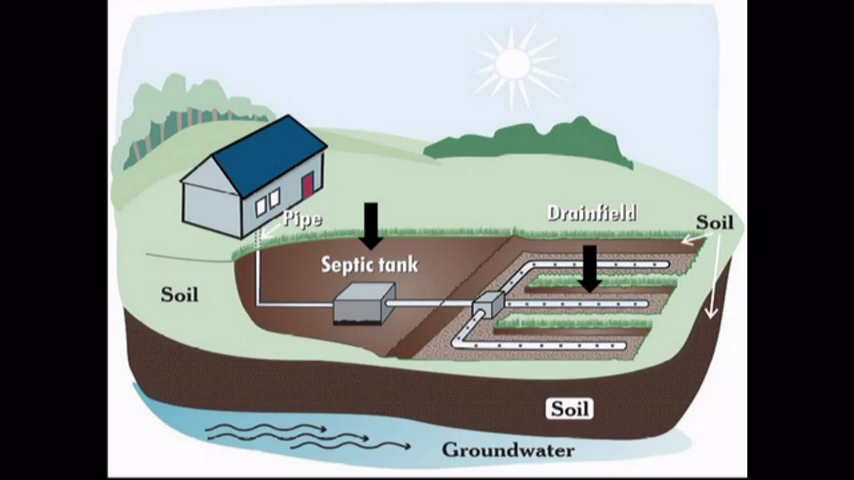 Pipe
Drainfield
Soil
Septic tank
Soil
Soil
Groundwater